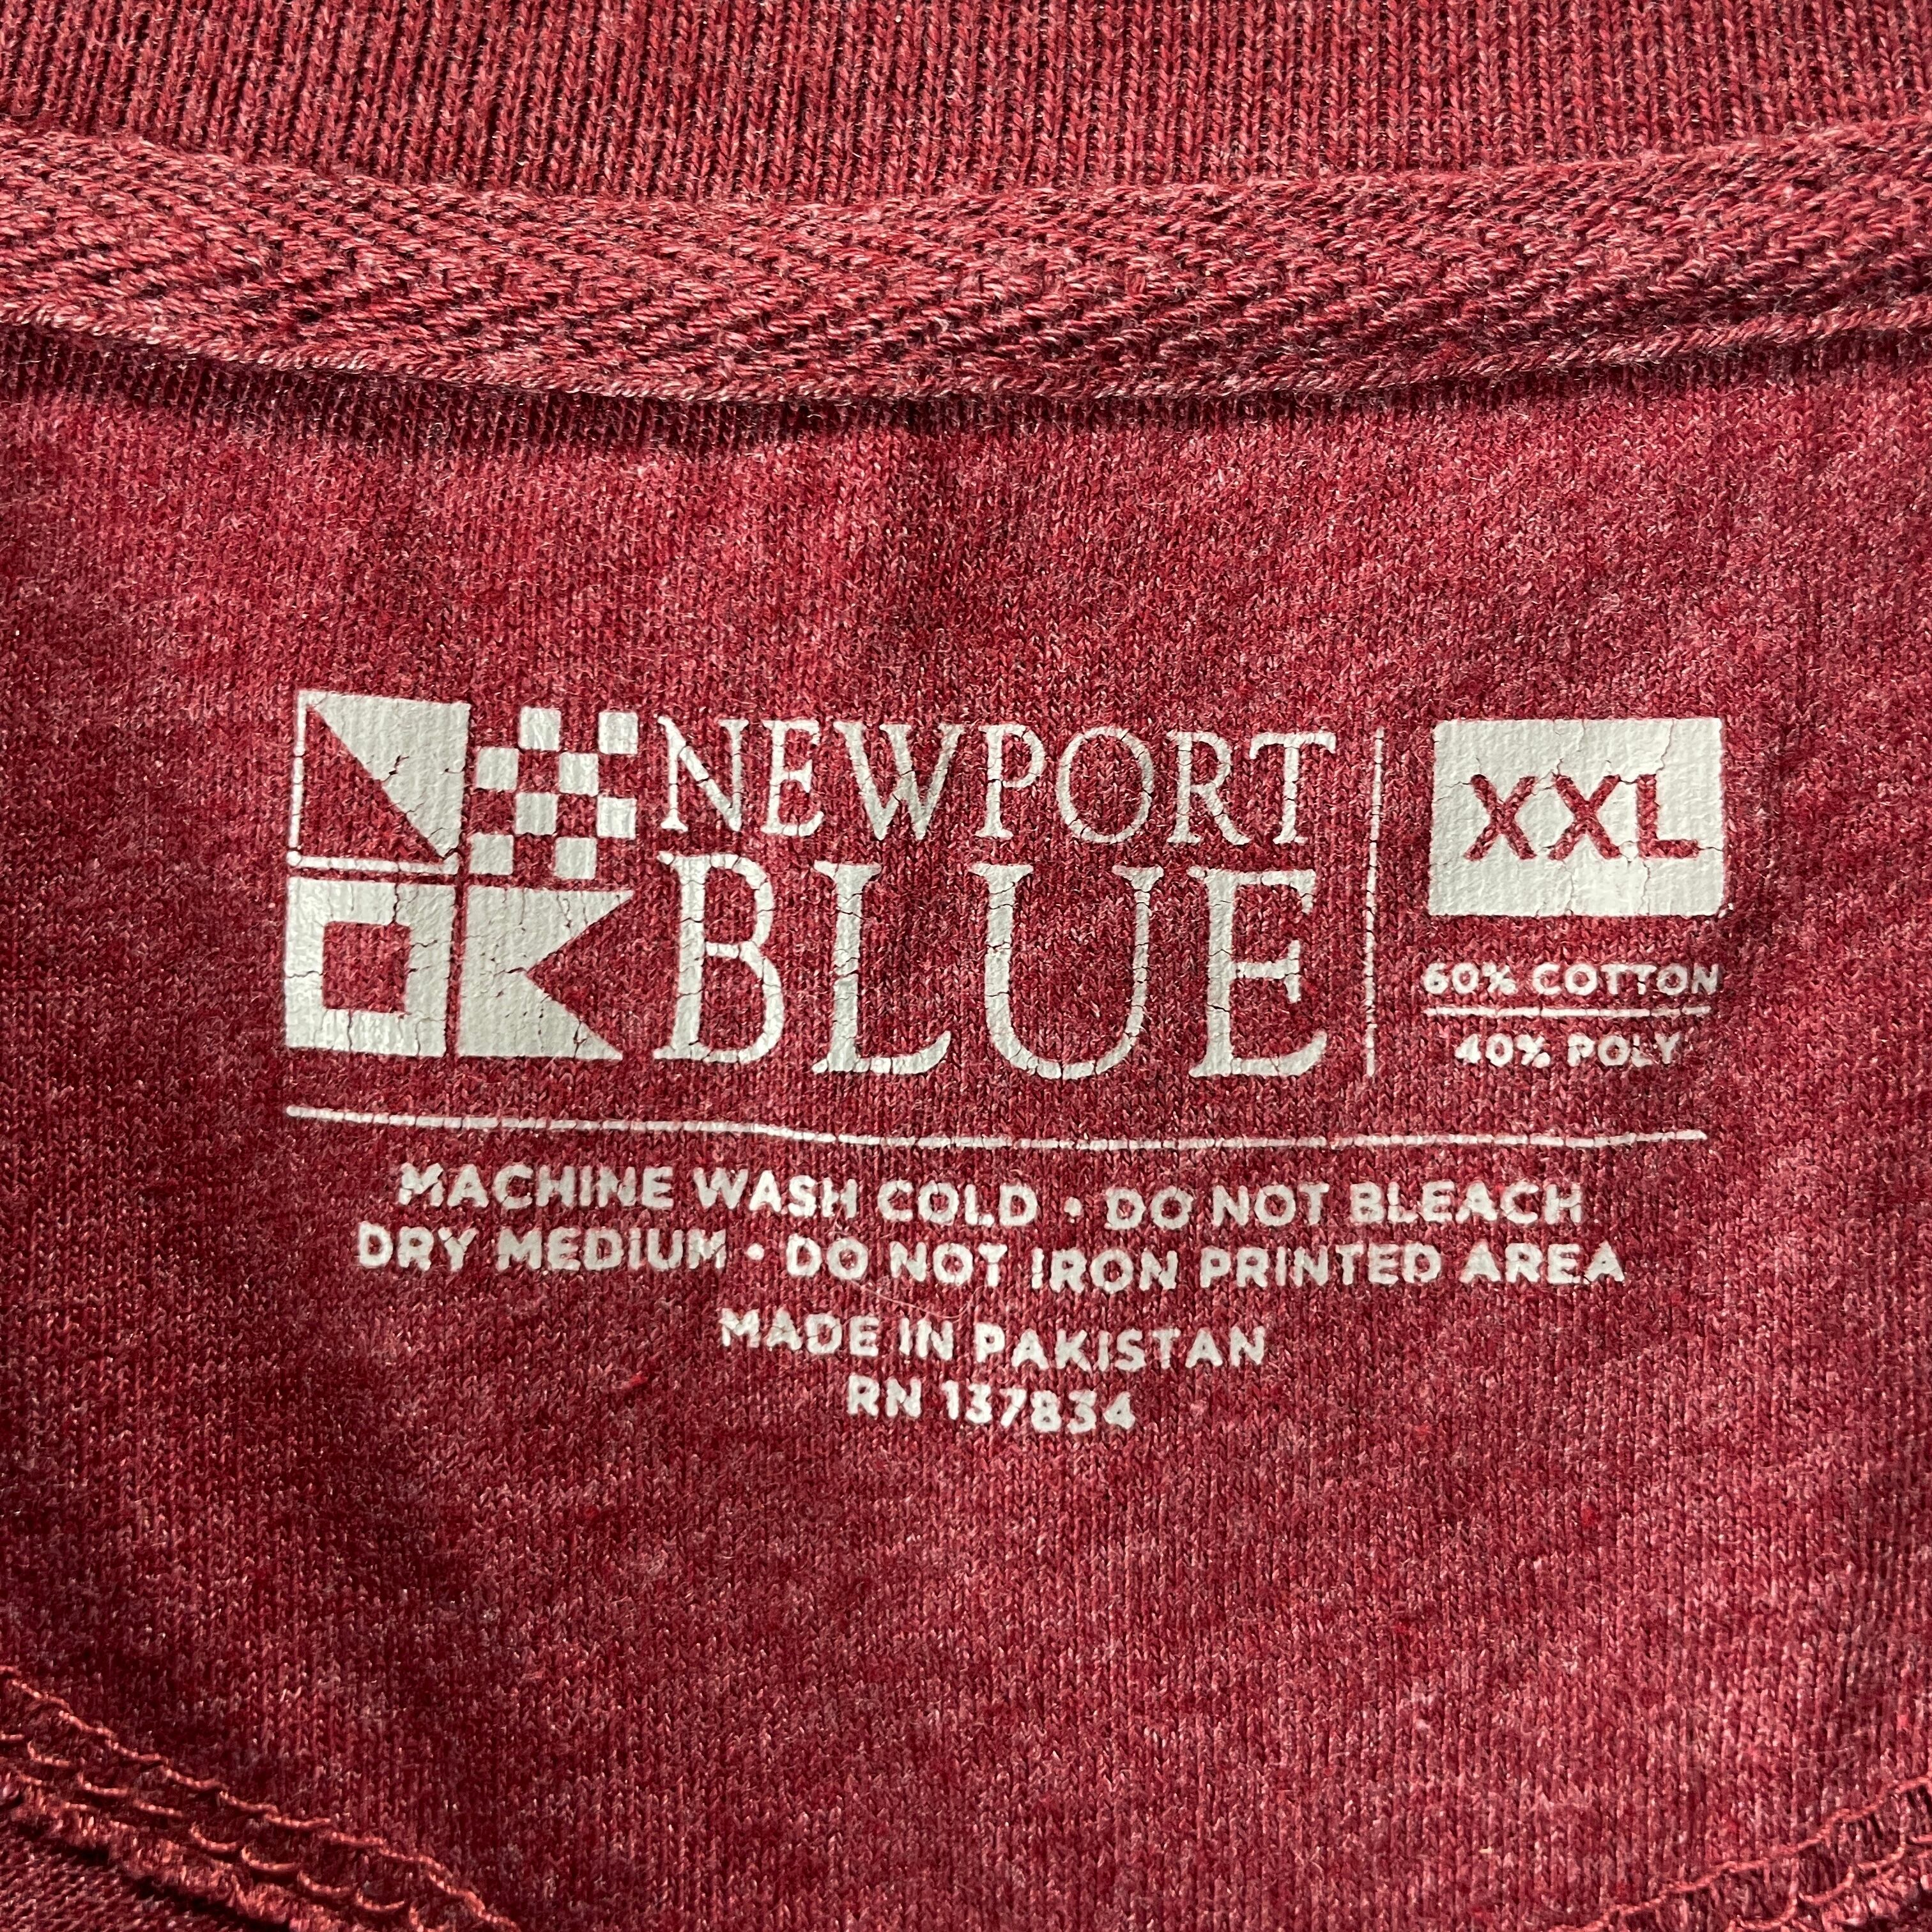 NEWPORT
BLUE
XXL
60% COTTON
40% POLY
MACHINE WASH COLD • DO NOT BLEACH
DRY MEDIUM • DO NOT IRON PRINTED AREA
MADE IN PAKISTAN
RN 137834